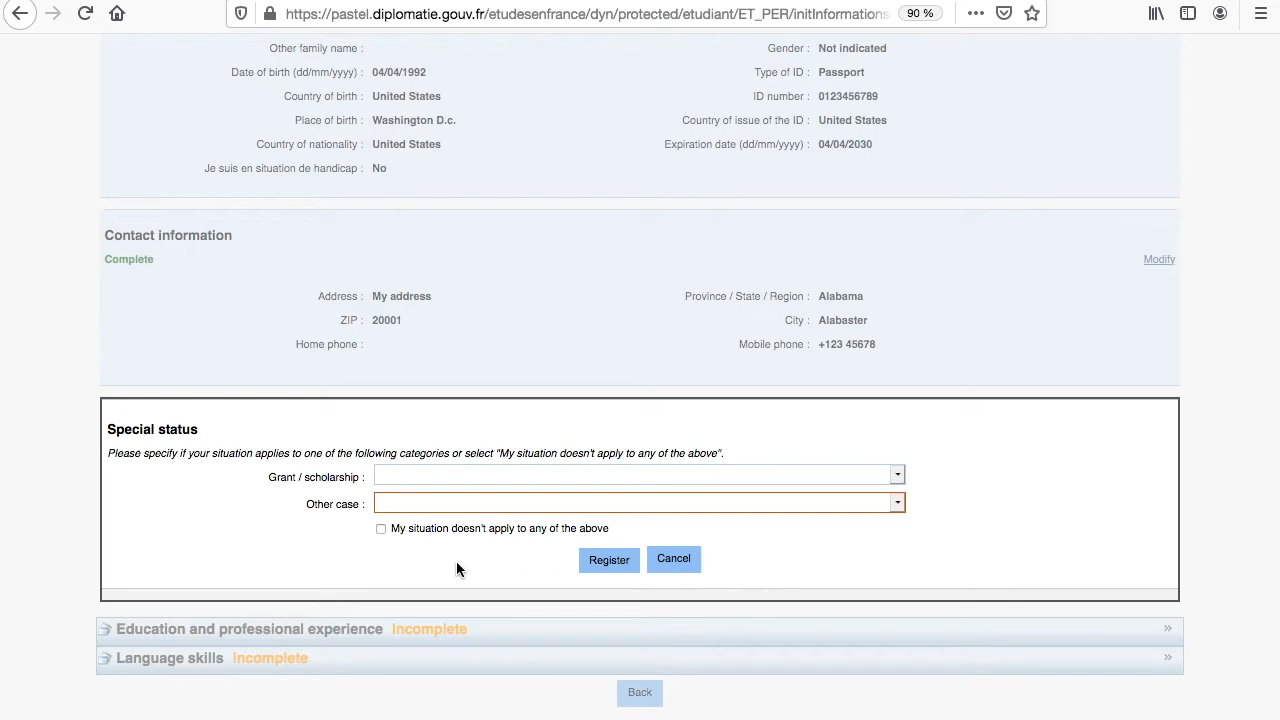 https://pastel.diplomatie.gouv.fr/etudesenfrance/dyn/protected/etudiant/ET_PER/initInformations
90 %
Other family name :
Gender : Not indicated
Date of birth (dd/mm/yyyy) : 04/04/1992
Type of ID : Passport
Country of birth : United States
ID number : 0123456789
Place of birth : Washington D.c.
Country of issue of the ID : United States
Country of nationality : United States
Expiration date (dd/mm/yyyy) : 04/04/2030
Je suis en situation de handicap : No
Contact information
Complete
Modify
Address : My address
Province / State / Region : Alabama
ZIP : 20001
City : Alabaster
Home phone :
Mobile phone : +123 45678
Special status
Please specify if your situation applies to one of the following categories or select "My situation doesn't apply to any of the above".
Grant / scholarship :
Other case :
My situation doesn't apply to any of the above
Register
Cancel
Education and professional experience Incomplete »
Language skills Incomplete »
Back